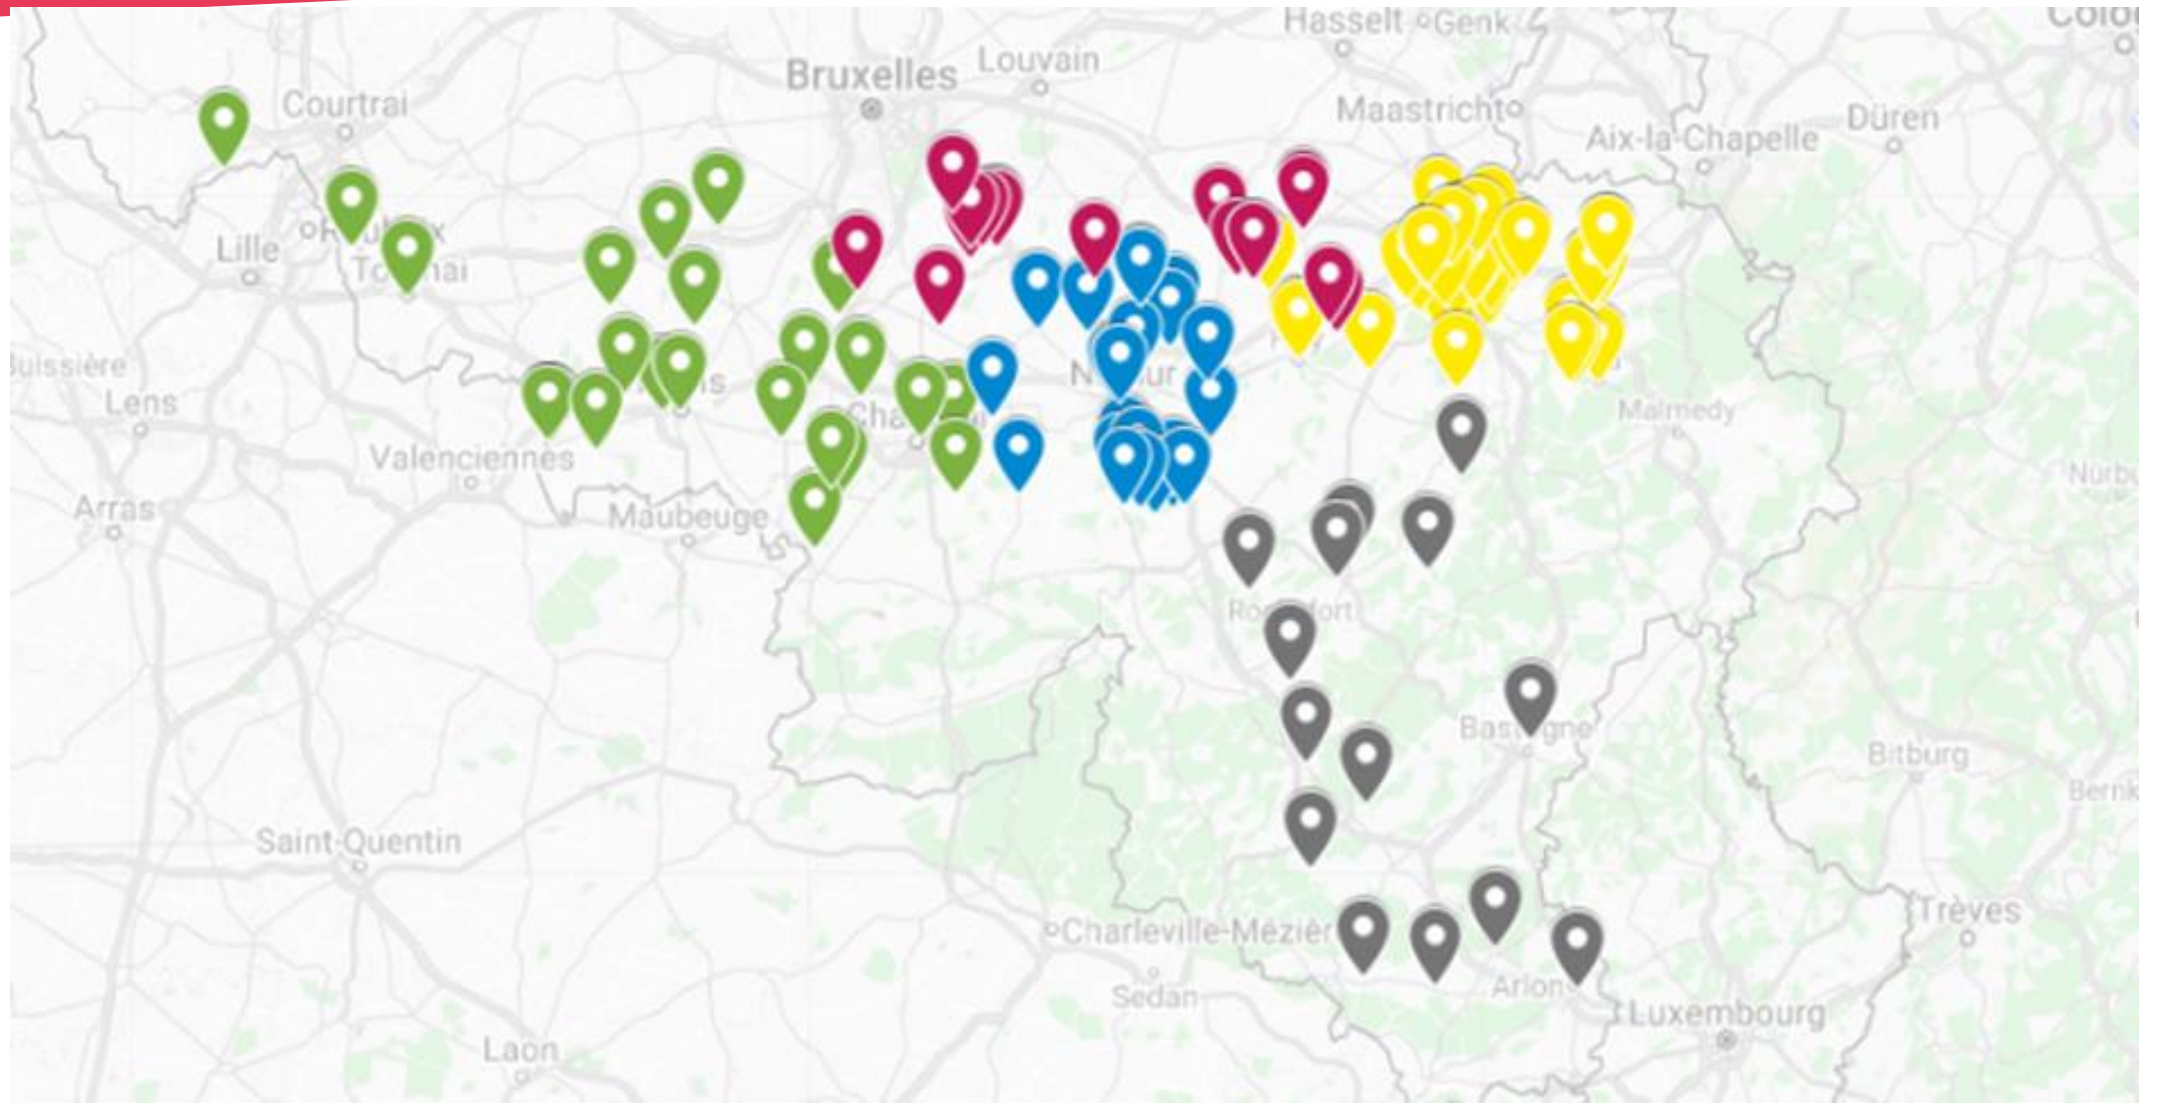 Hasselt
Genk
Bruxelles
Louvain
Courtrai
Maastricht
Aix-la-Chapelle
Düren
Lille
Lens
Malmedy
Valenciennes
Arras
Maubeuge
Bastogne
Bitburg
Saint-Quentin
Charleville-Mézièr
Trèves
Sedan
Arlon
Luxembourg
Laon